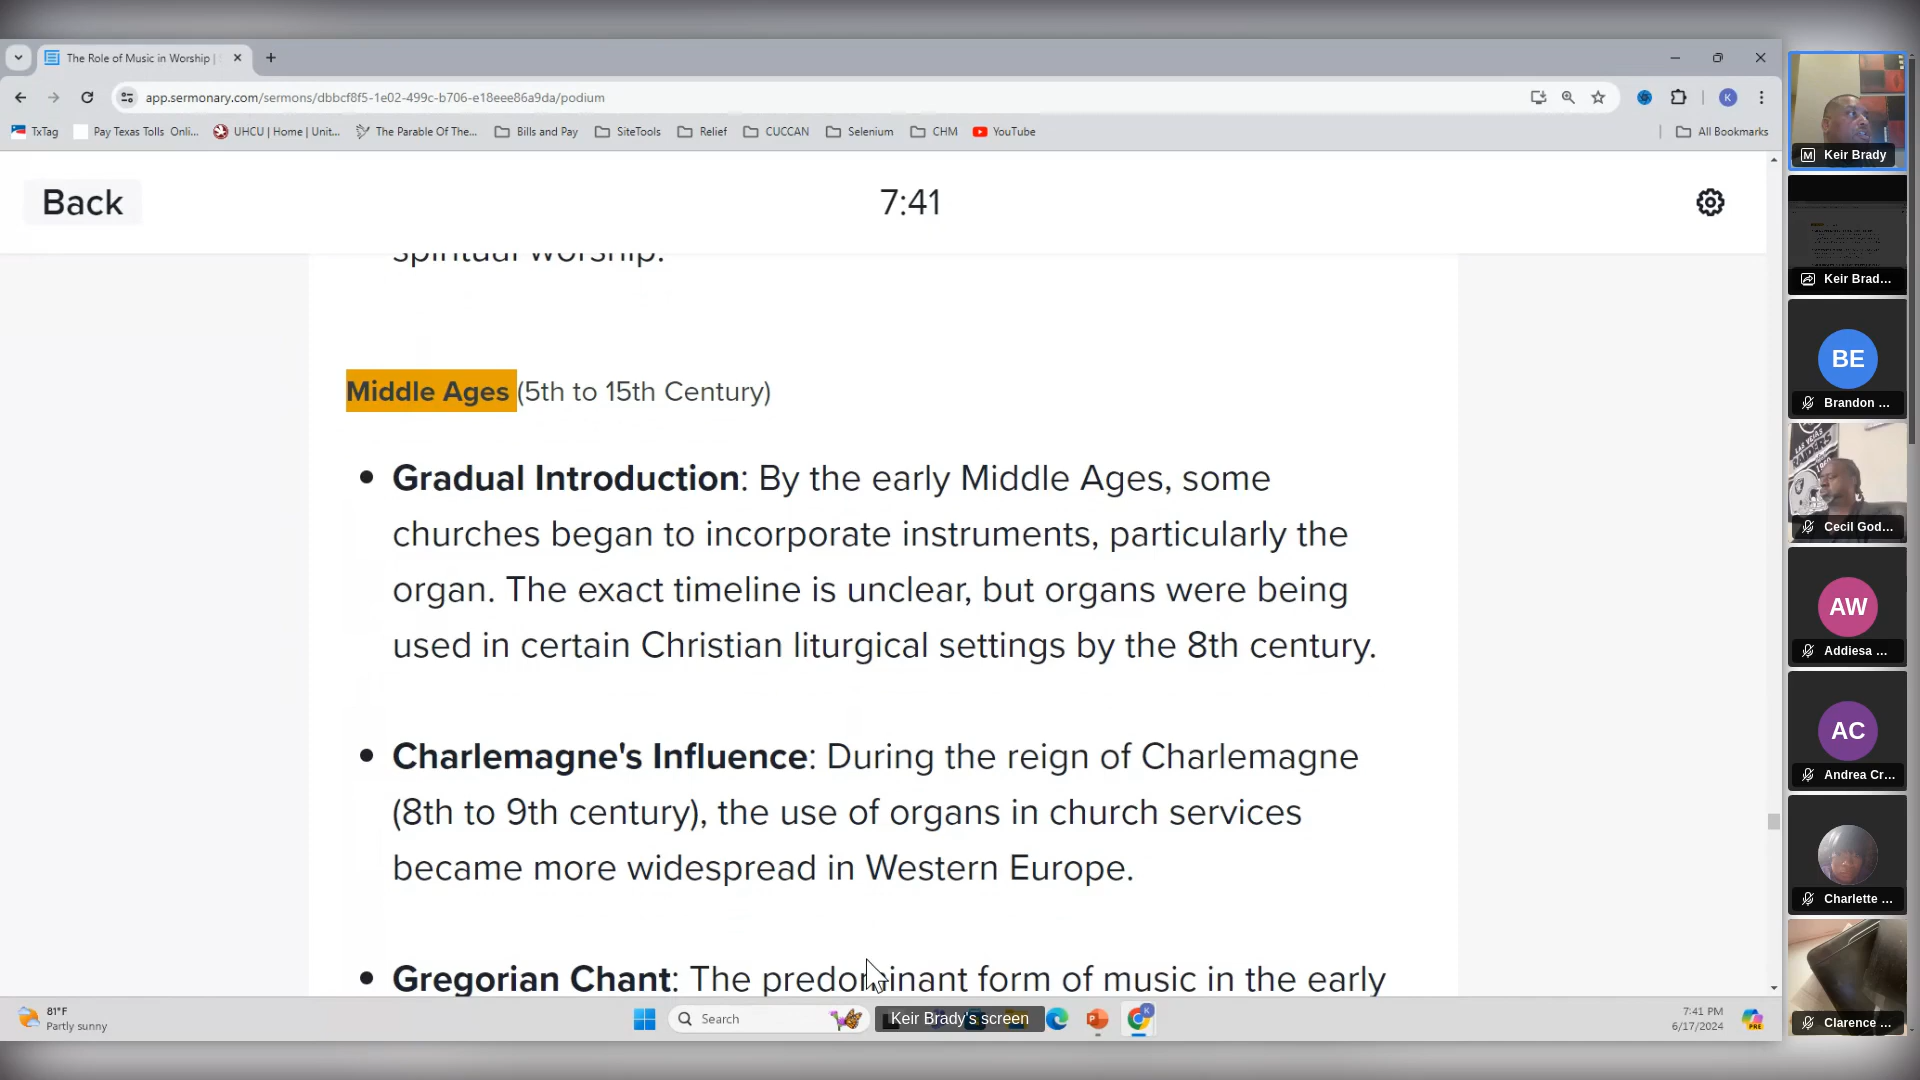 The Role of Music in Worship |
app.sermonary.com/sermons/dbbcf8f5-1e02-499c-b706-e18eee86a9da/podium
K
TxTag
Pay Texas Tolls Onli...
UHCU | Home | Unit...
The Parable Of The...
Bills and Pay
SiteTools
Relief
CUCCAN
Selenium
CHM
YouTube
All Bookmarks
Back
7:41
spiritual worship.
Middle Ages (5th to 15th Century)
• Gradual Introduction: By the early Middle Ages, some
churches began to incorporate instruments, particularly the
organ. The exact timeline is unclear, but organs were being
used in certain Christian liturgical settings by the 8th century.
• Charlemagne's Influence: During the reign of Charlemagne
(8th to 9th century), the use of organs in church services
became more widespread in Western Europe.
• Gregorian Chant: The predominant form of music in the early
81°F
Partly sunny
Search
Keir Brady's screen
K
7:41 PM
6/17/2024
PRE
M Keir Brady
Keir Brad...
BE
Brandon ...
LAS VEGAS
RAIDERS
Cecil God...
AW
Addiesa ...
AC
Andrea Cr...
Charlette ...
Clarence ...